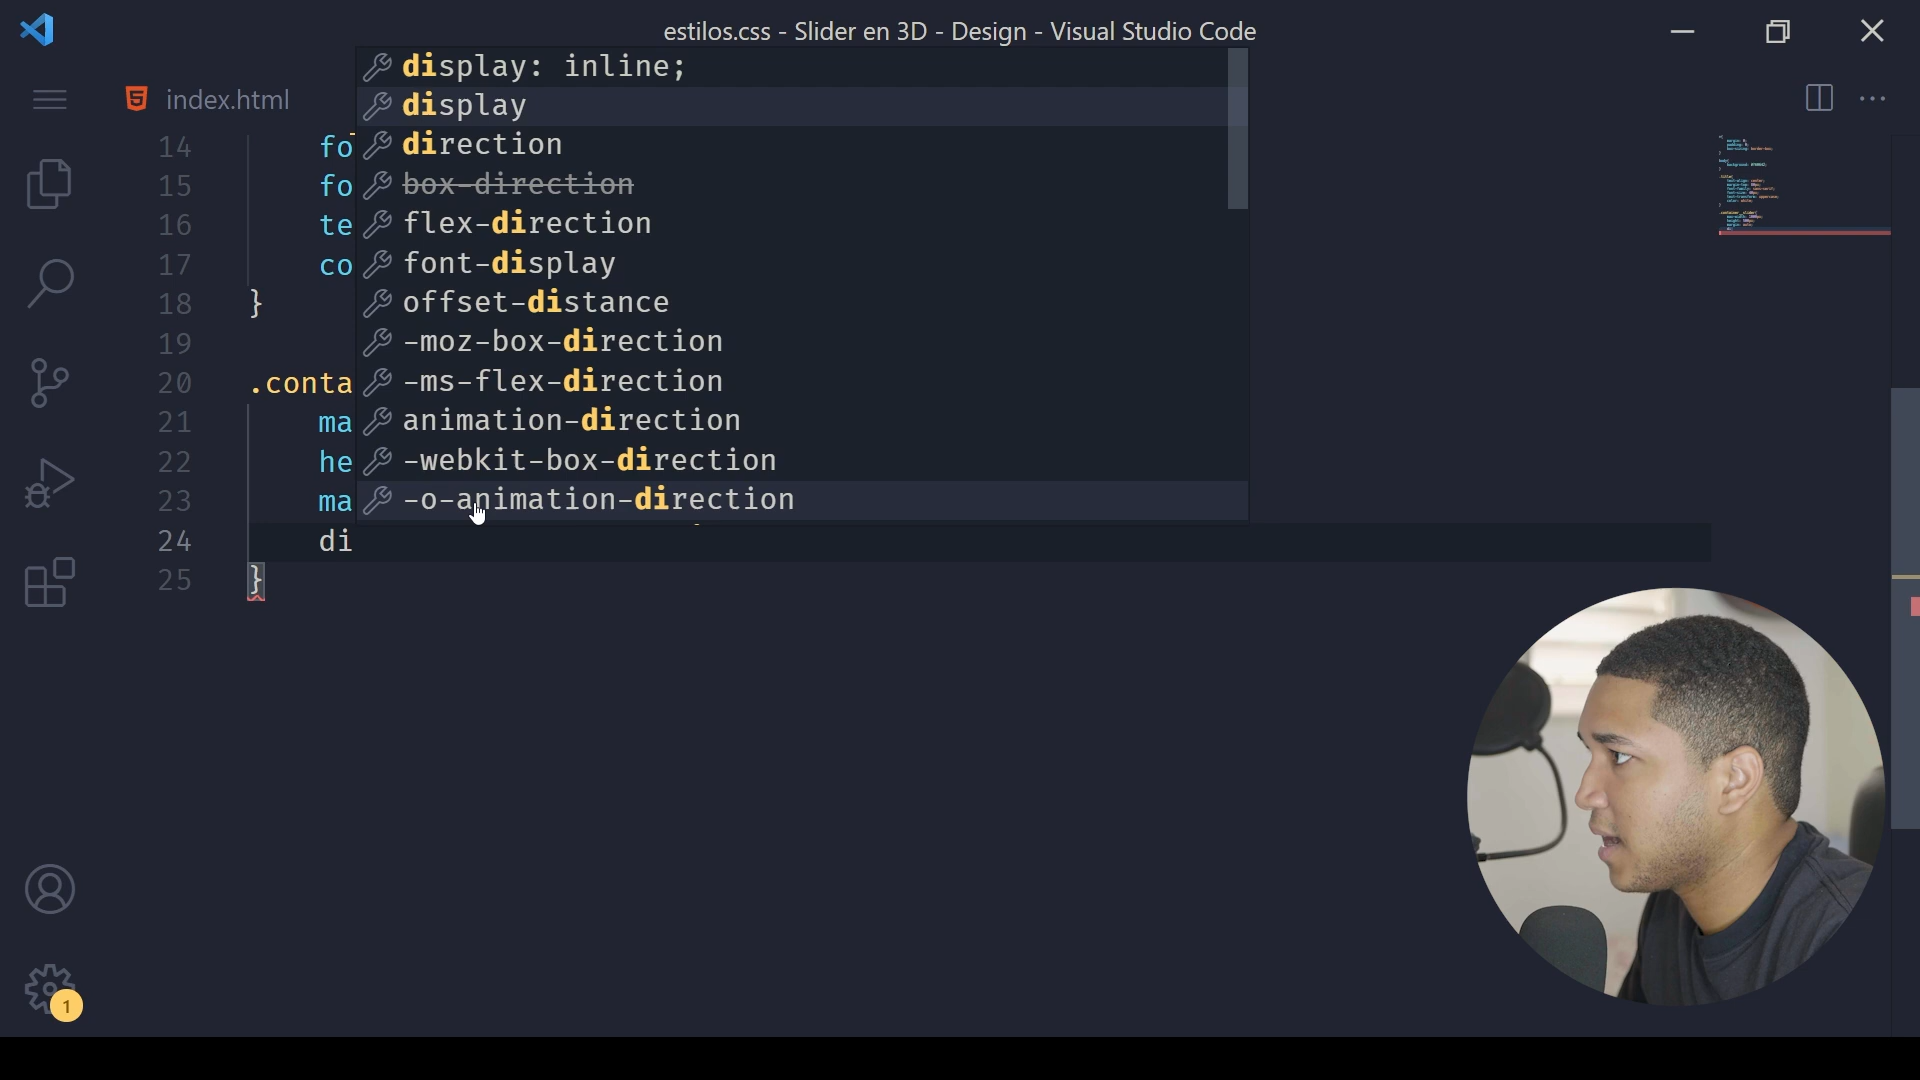 estilos.css - Slider en 3D - Design - Visual Studio Code
index.html
display: inline;
display
direction
box-direction
flex-direction
font-display
offset-distance
-moz-box-direction
-ms-flex-direction
animation-direction
-webkit-box-direction
-o-animation-direction
14 fo
15 fo
16 te
17 co
18 }
19
20 .conta
21 ma
22 he
23 ma
24 di
25 }
1